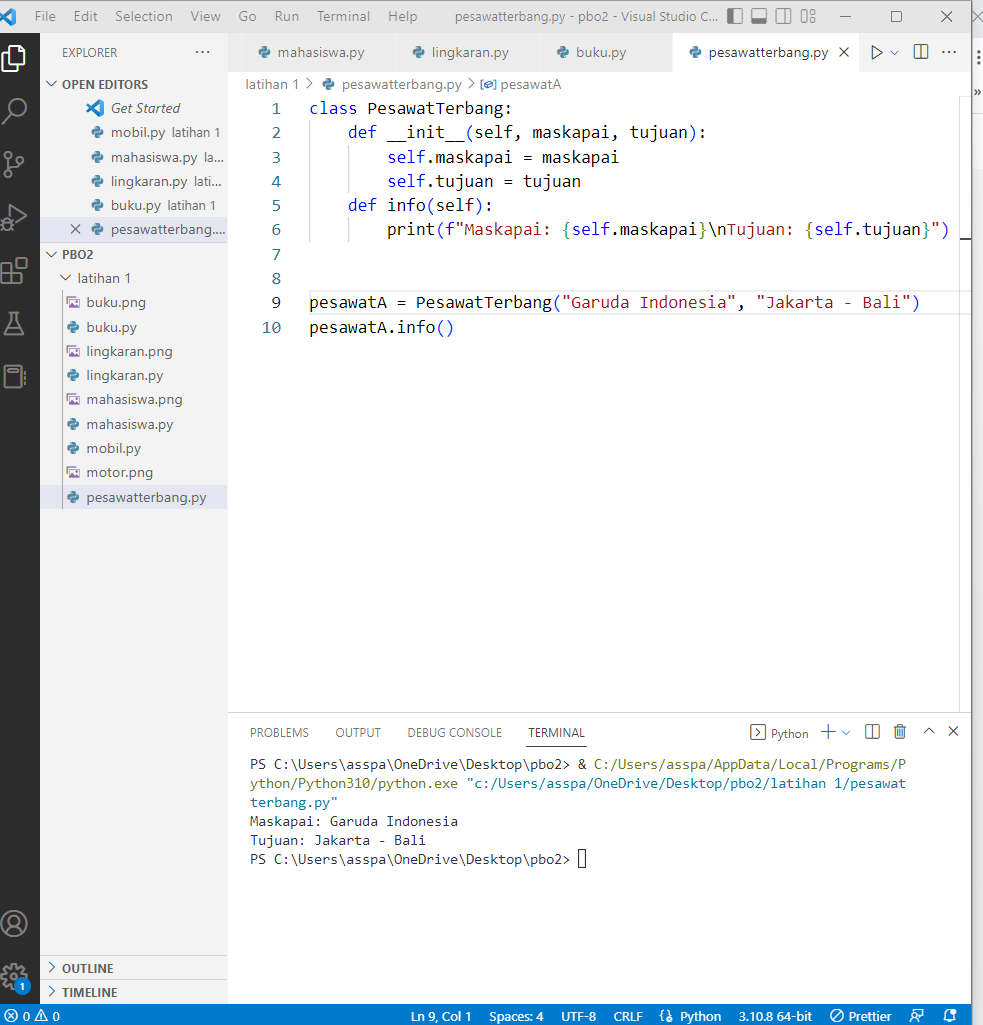 File Edit Selection View Go Run Terminal Help pesawatterbang.py - pbo2 - Visual Studio C...
EXPLORER
mahasiswa.py lingkaran.py buku.py pesawatterbang.py
OPEN EDITORS
Get Started
mobil.py latihan 1
mahasiswa.py la...
lingkaran.py lati...
buku.py latihan 1
pesawatterbang....
PBO2
latihan 1
buku.png
buku.py
lingkaran.png
lingkaran.py
mahasiswa.png
mahasiswa.py
mobil.py
motor.png
pesawatterbang.py
OUTLINE
TIMELINE
latihan 1 > pesawatterbang.py > pesawatA
1 class PesawatTerbang:
2     def __init__(self, maskapai, tujuan):
3         self.maskapai = maskapai
4         self.tujuan = tujuan
5     def info(self):
6         print(f"Maskapai: {self.maskapai}\nTujuan: {self.tujuan}")
7
8
9 pesawatA = PesawatTerbang("Garuda Indonesia", "Jakarta - Bali")
10 pesawatA.info()
PROBLEMS OUTPUT DEBUG CONSOLE TERMINAL Python
PS C:\Users\asspa\OneDrive\Desktop\pbo2> & C:/Users/asspa/AppData/Local/Programs/P
ython/Python310/python.exe "c:/Users/asspa/OneDrive/Desktop/pbo2/latihan 1/pesawat
terbang.py"
Maskapai: Garuda Indonesia
Tujuan: Jakarta - Bali
PS C:\Users\asspa\OneDrive\Desktop\pbo2>
1
0 0 Ln 9, Col 1 Spaces: 4 UTF-8 CRLF Python 3.10.8 64-bit Prettier